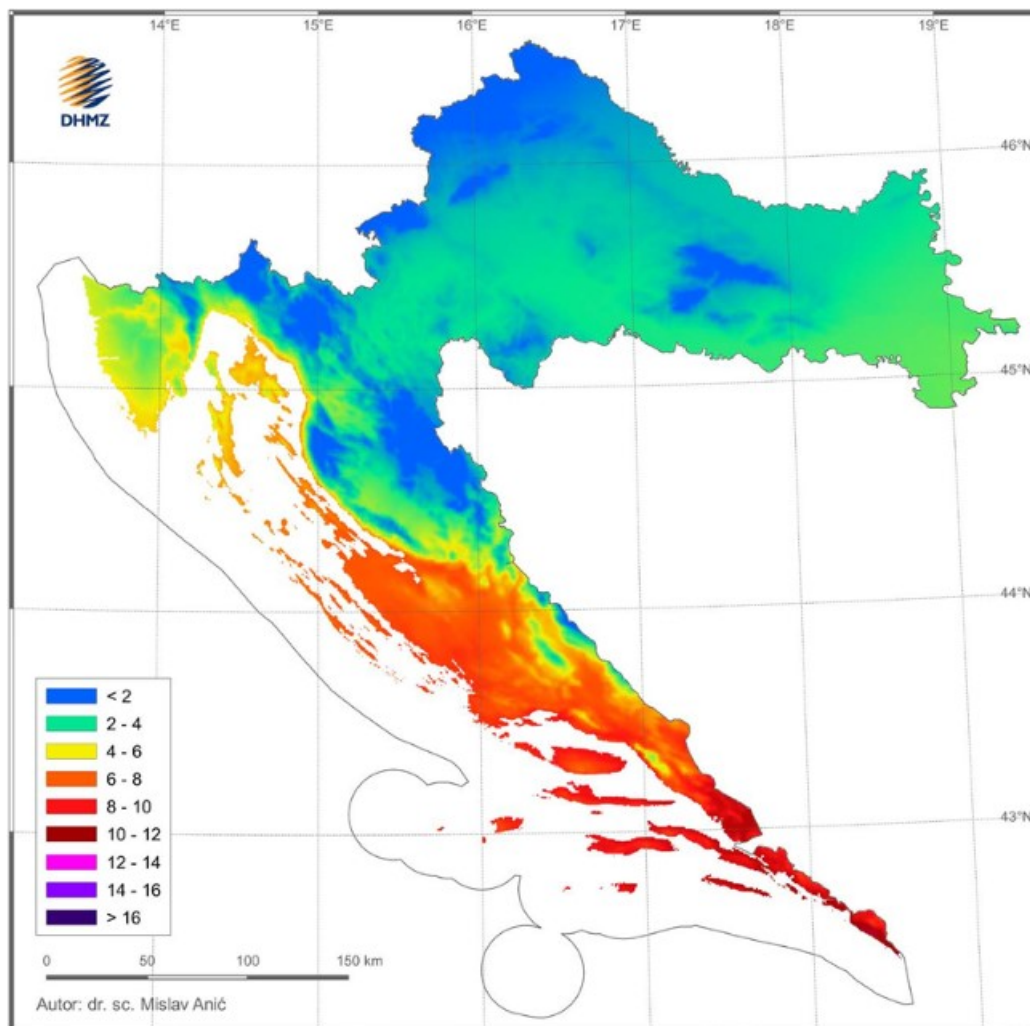 14°E 15°E 16°E 17°E 18°E 19°E
DHMZ
46°N
45°N
44°N
43°N
< 2
2 - 4
4 - 6
6 - 8
8 - 10
10 - 12
12 - 14
14 - 16
> 16
0 50 100 150 km
Autor: dr. sc. Mislav Anić